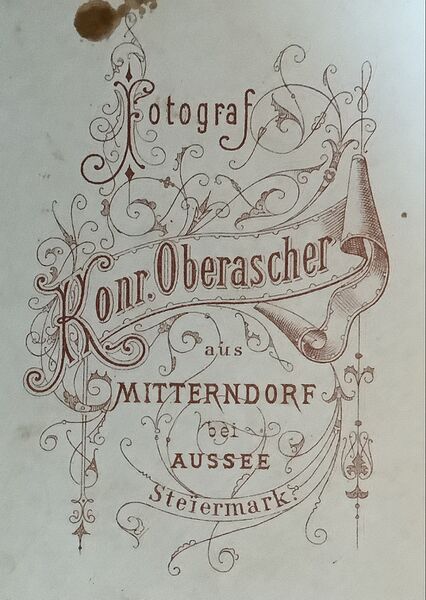 Fotograf
Konr. Oberascher
aus
MITTERNDORF
bei
AUSSEE
Steiermark.